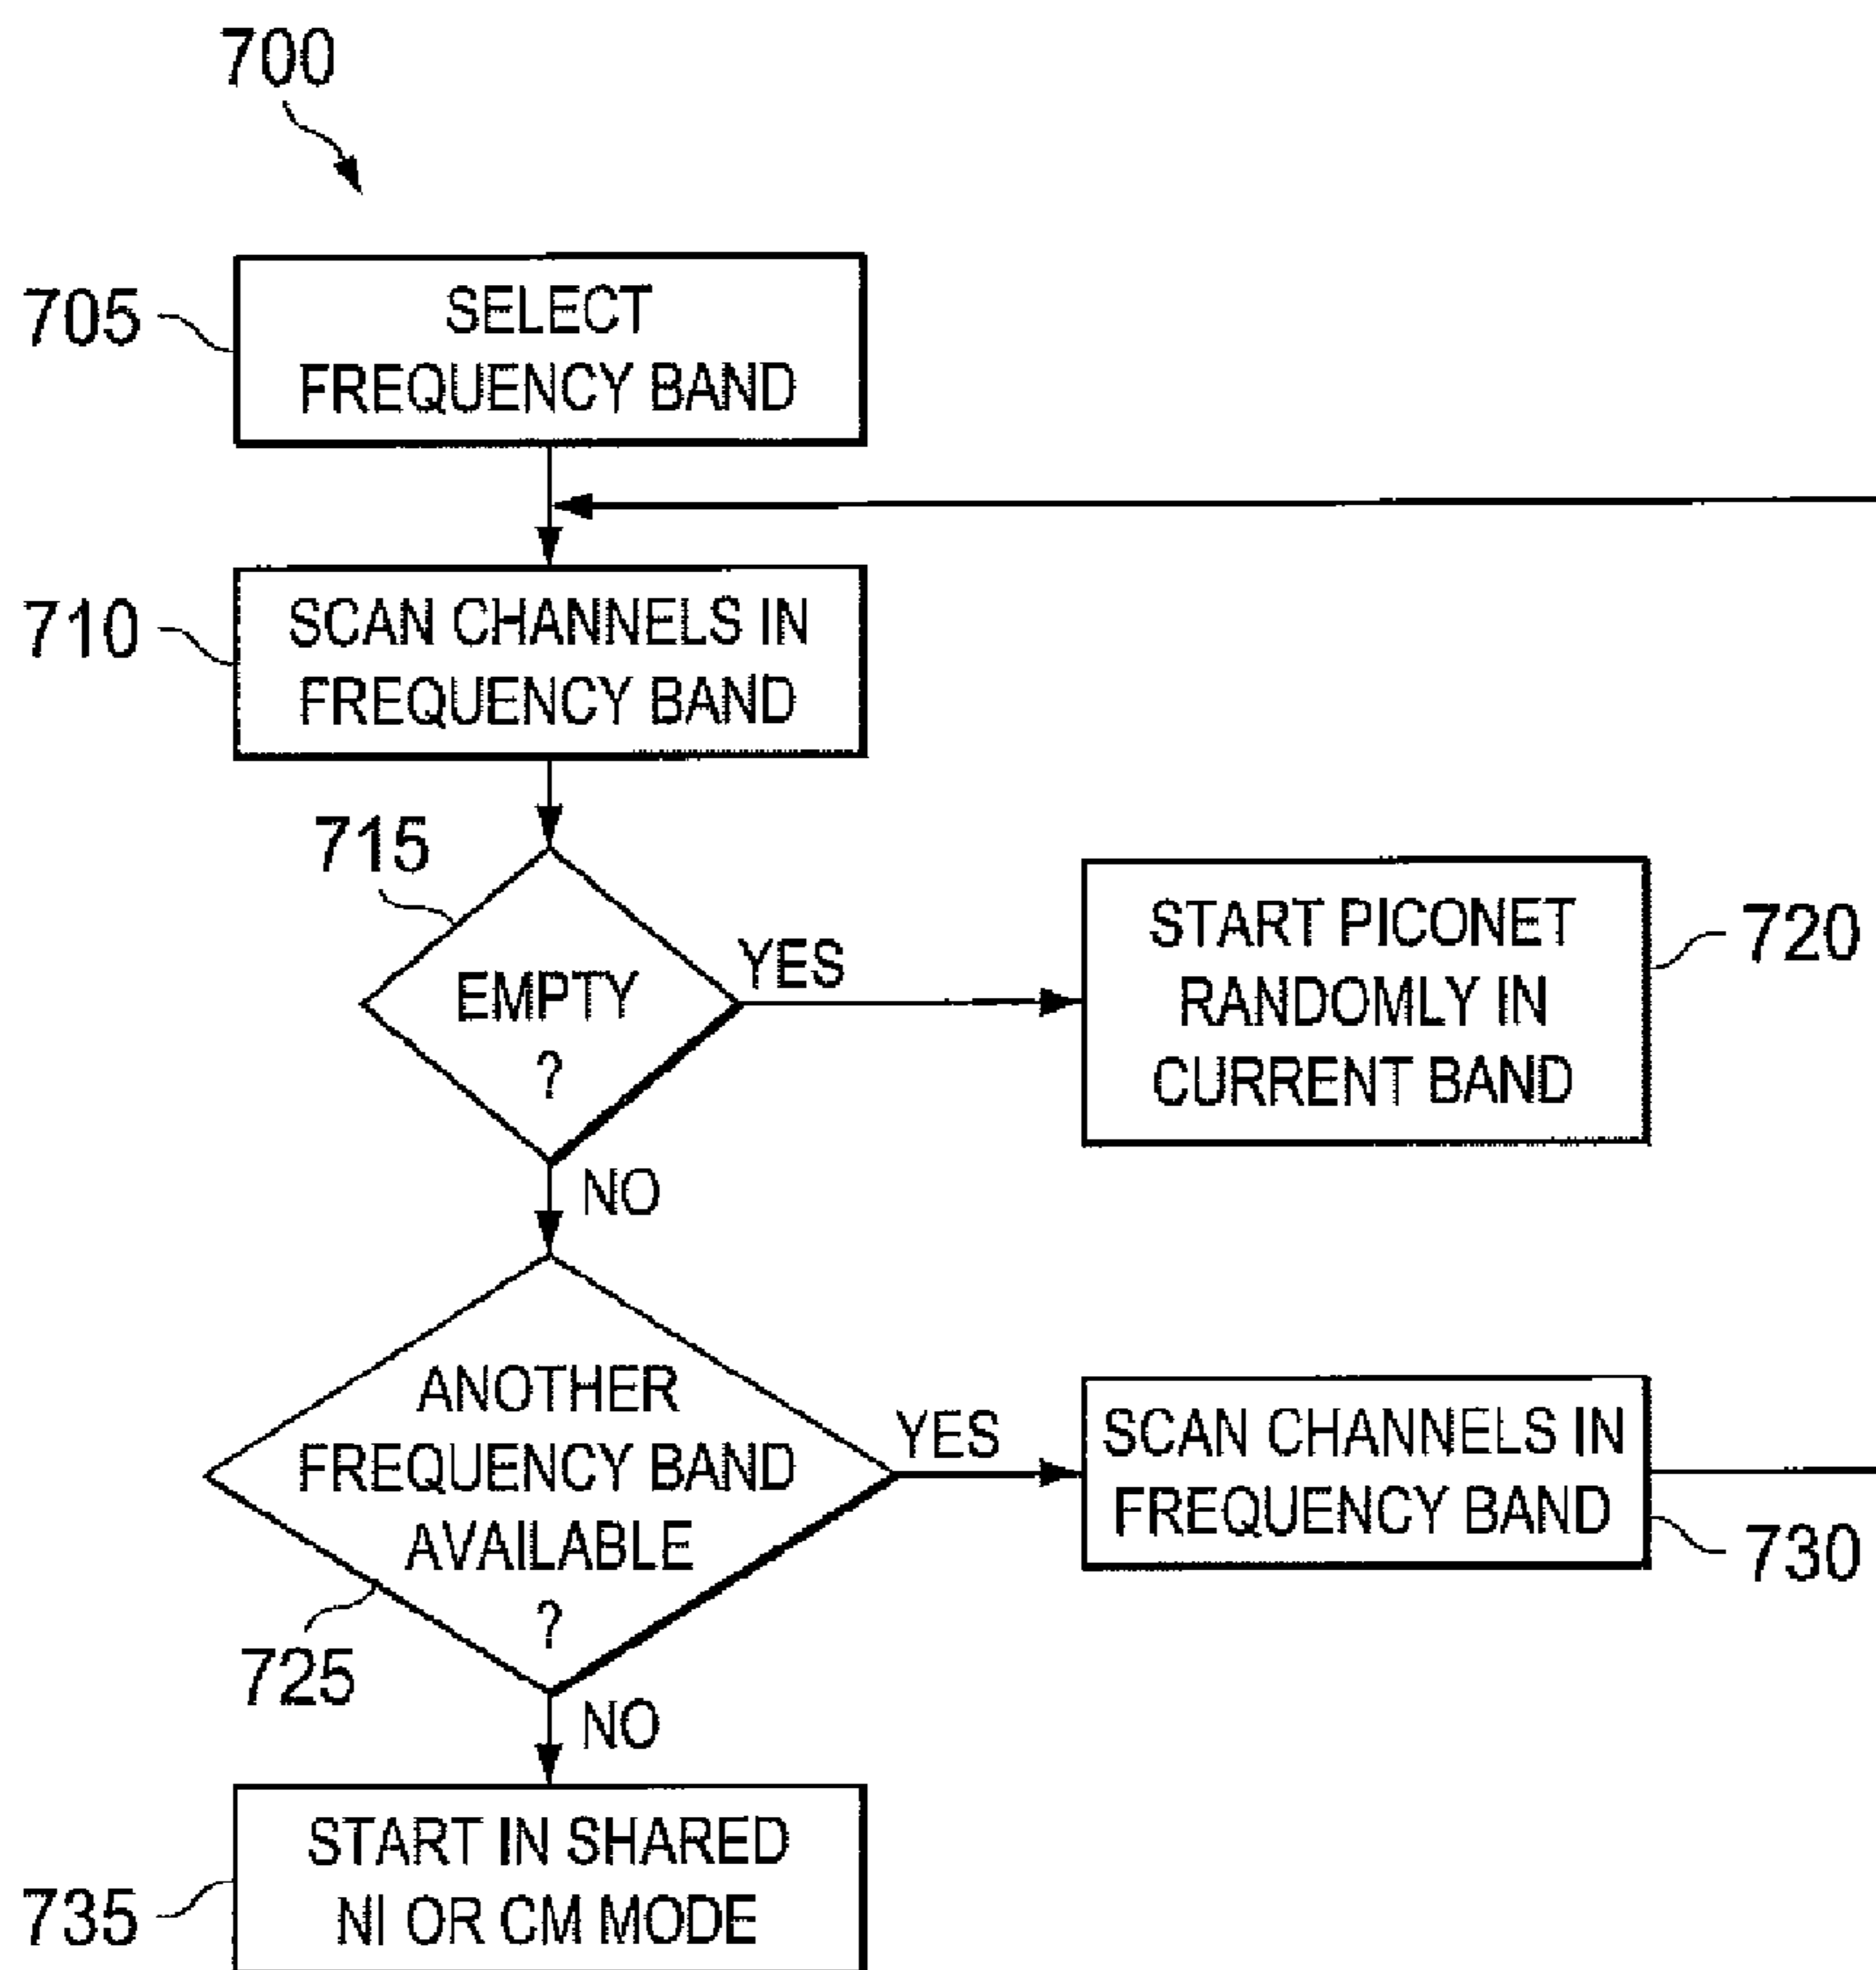 700
705
SELECT
FREQUENCY BAND
710
SCAN CHANNELS IN
FREQUENCY BAND
715
EMPTY
?
YES
START PICONET
RANDOMLY IN
CURRENT BAND
720
NO
ANOTHER
FREQUENCY BAND
AVAILABLE
?
725
YES
SCAN CHANNELS IN
FREQUENCY BAND
730
NO
735
START IN SHARED
NI OR CM MODE